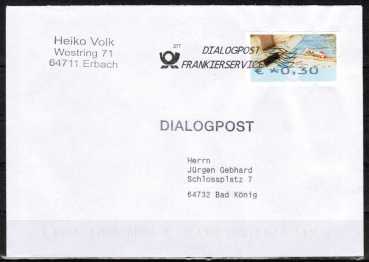 Heiko Volk
Westring 71
64711 Erbach
277
DIALOGPOST
FRANKIERSERVICE
€ *0,30
DIALOGPOST
Herrn
Jürgen Gebhard
Schlossplatz 7
64732 Bad König